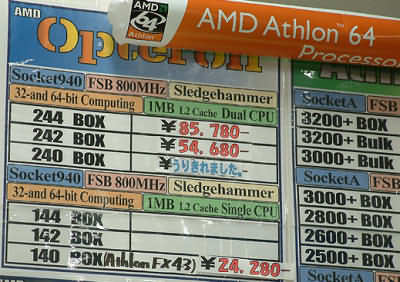 AMD
Opteron
AMD
64
Athlon
AMD Athlon™ 64
Processo
Socket940 FSB 800MHz Sledgehammer
32-and 64-bit Computing 1MB L2 Cache Dual CPU
244 BOX ¥85,780-
242 BOX ¥54,680-
240 BOX ¥うりきれました。
Socket940 FSB 800MHz Sledgehammer
32-and 64-bit Computing 1MB L2 Cache Single CPU
144 BOX
142 BOX
140 BOX(Athlon FX43) ¥24,280-
SocketA FSB
3200+ BOX
3200+ Bulk
3000+ Bulk
SocketA FSB
3000+ BOX
2800+ BOX
2600+ BOX
2500+ BOX
SocketA FSB